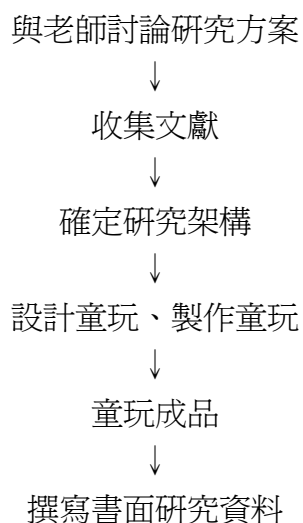 與老師討論研究方案
↓
收集文獻
↓
確定研究架構
↓
設計童玩、製作童玩
↓
童玩成品
↓
撰寫書面研究資料